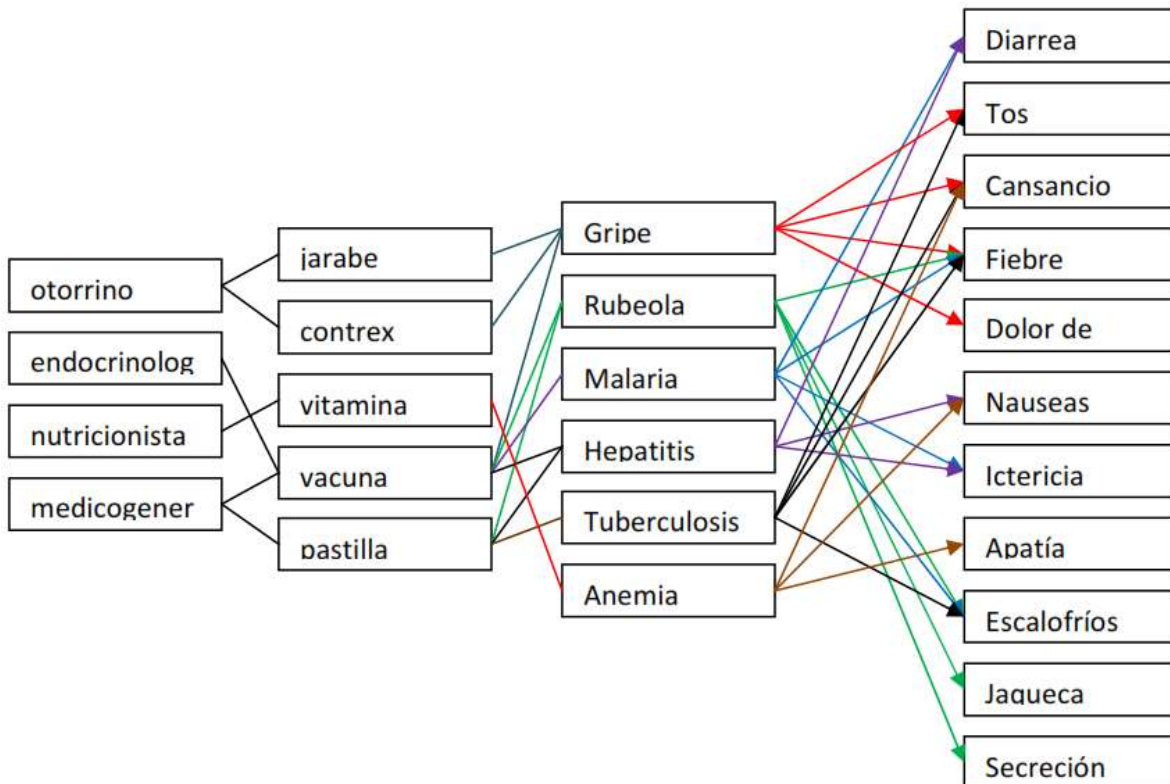 otorrino
endocrinolog
nutricionista
medicogener
jarabe
contrex
vitamina
vacuna
pastilla
Gripe
Rubeola
Malaria
Hepatitis
Tuberculosis
Anemia
Diarrea
Tos
Cansancio
Fiebre
Dolor de
Nauseas
Ictericia
Apatía
Escalofríos
Jaqueca
Secreción